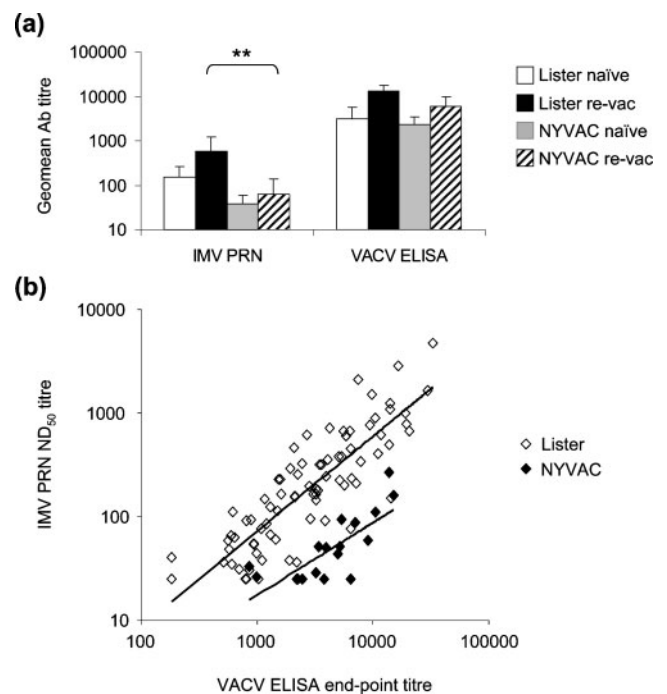 (a)
100000
10000
1000
100
10
Geomean Ab titre
**
IMV PRN
VACV ELISA
Lister naïve
Lister re-vac
NYVAC naïve
NYVAC re-vac
(b)
10000
1000
100
10
IMV PRN ND50 titre
100
1000
10000
100000
VACV ELISA end-point titre
Lister
NYVAC